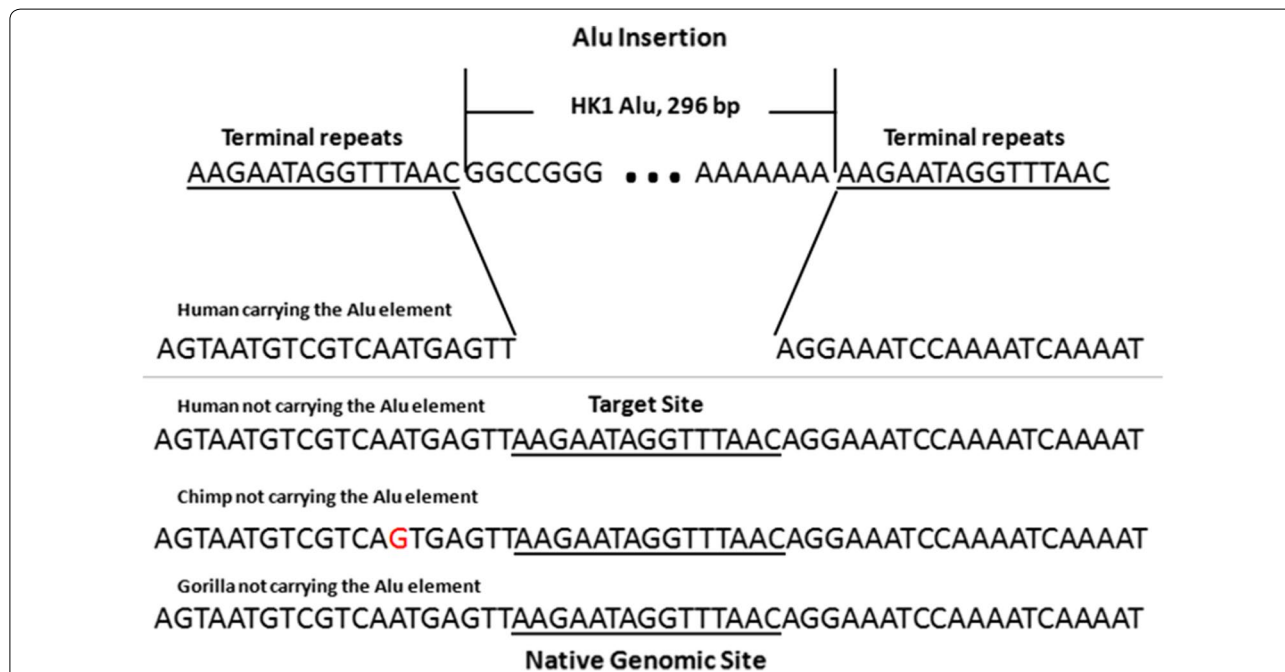 Alu Insertion
HK1 Alu, 296 bp
Terminal repeats Terminal repeats
AAGAATAGGTTTAACGGCCGGG ... AAAAAAA AAGAATAGGTTTAAC
Human carrying the Alu element
AGTAATGTCGTCAATGAGTT AGGAAATCCAAAATCAAAAT
Human not carrying the Alu element Target Site
AGTAATGTCGTCAATGAGTTAAGAATAGGTTTAACAGGAAATCCAAAATCAAAAT
Chimp not carrying the Alu element
AGTAATGTCGTCAGTGAGTTAAGAATAGGTTTAACAGGAAATCCAAAATCAAAAT
Gorilla not carrying the Alu element
AGTAATGTCGTCAATGAGTTAAGAATAGGTTTAACAGGAAATCCAAAATCAAAAT
Native Genomic Site